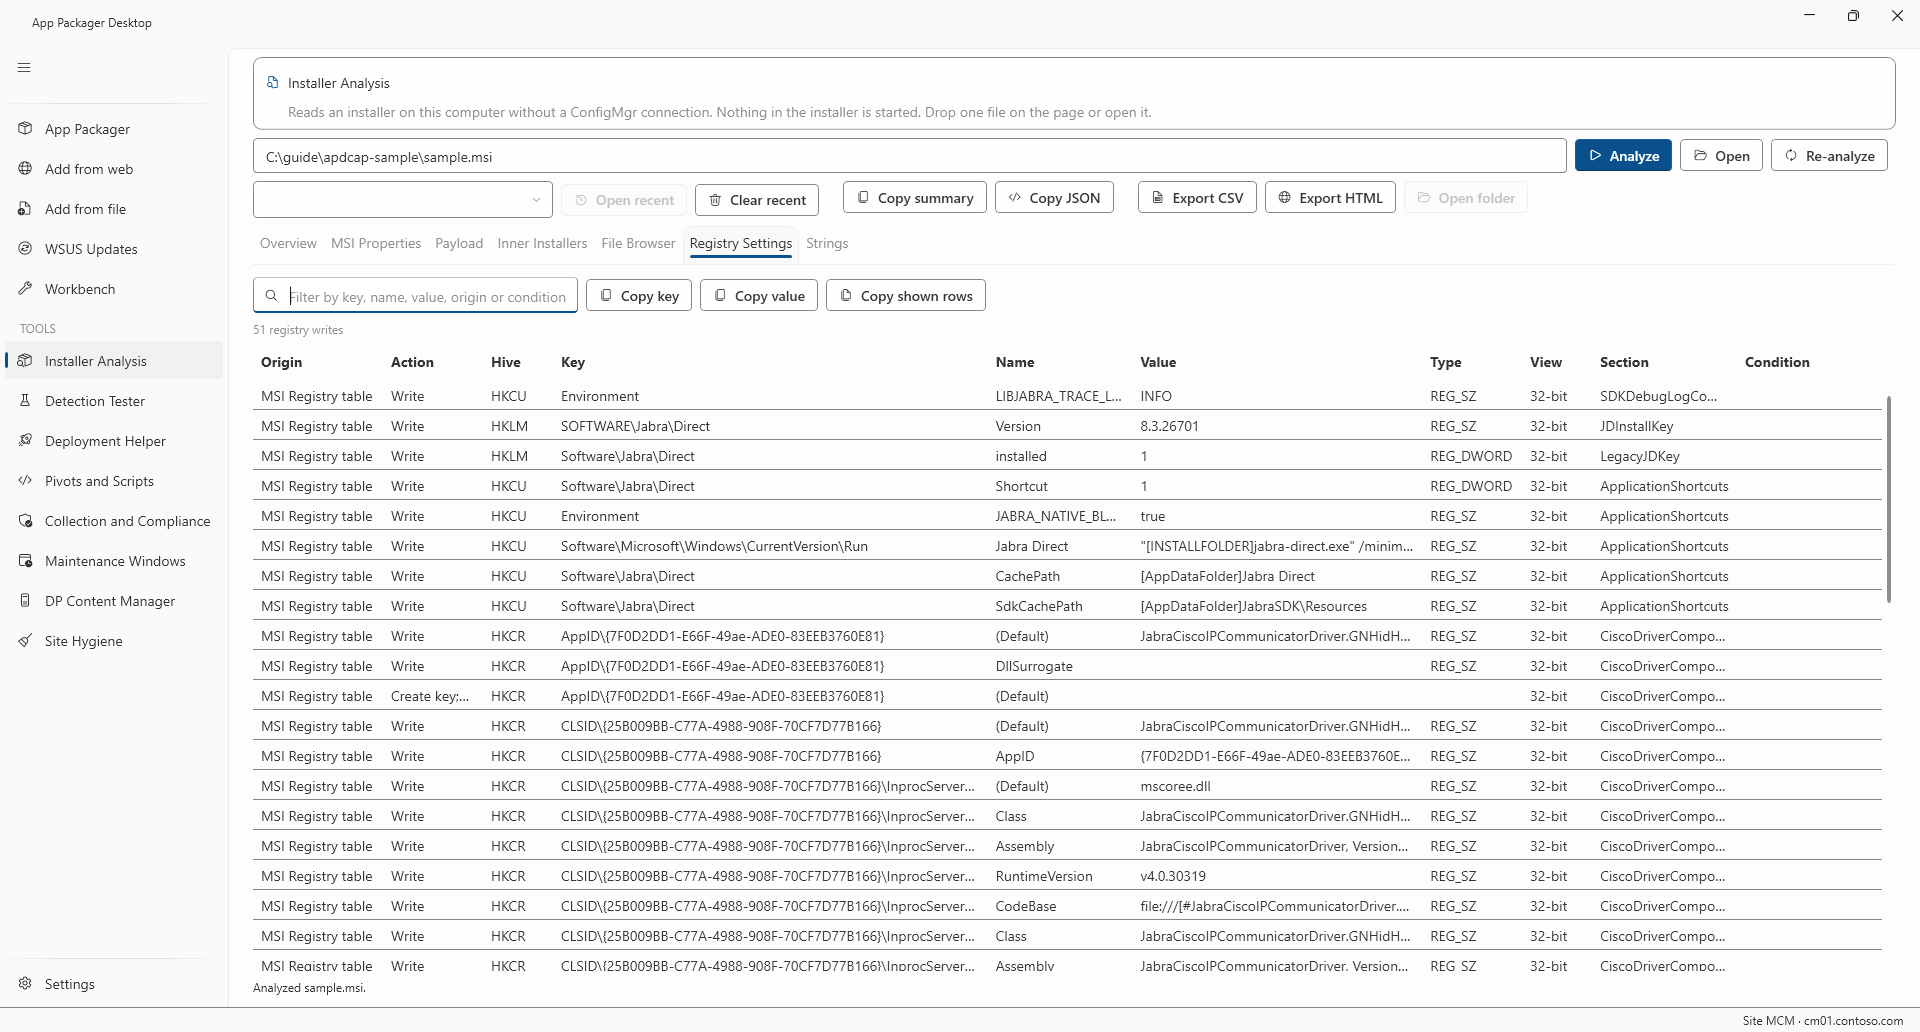 App Packager Desktop
Installer Analysis
Reads an installer on this computer without a ConfigMgr connection. Nothing in the installer is started. Drop one file on the page or open it.
App Packager
Add from web
Add from file
WSUS Updates
Workbench
TOOLS
Installer Analysis
Detection Tester
Deployment Helper
Pivots and Scripts
Collection and Compliance
Maintenance Windows
DP Content Manager
Site Hygiene
Settings
C:\guide\apdcap-sample\sample.msi
Analyze Open Re-analyze
Open recent Clear recent Copy summary Copy JSON Export CSV Export HTML Open folder
Overview MSI Properties Payload Inner Installers File Browser Registry Settings Strings
Filter by key, name, value, origin or condition Copy key Copy value Copy shown rows
51 registry writes
Origin Action Hive Key Name Value Type View Section Condition
MSI Registry table Write HKCU Environment LIBJABRA_TRACE_L... INFO REG_SZ 32-bit SDKDebugLogCo...
MSI Registry table Write HKLM SOFTWARE\Jabra\Direct Version 8.3.26701 REG_SZ 32-bit JDInstallKey
MSI Registry table Write HKLM Software\Jabra\Direct installed 1 REG_DWORD 32-bit LegacyJDKey
MSI Registry table Write HKCU Software\Jabra\Direct Shortcut 1 REG_DWORD 32-bit ApplicationShortcuts
MSI Registry table Write HKCU Environment JABRA_NATIVE_BL... true REG_SZ 32-bit ApplicationShortcuts
MSI Registry table Write HKCU Software\Microsoft\Windows\CurrentVersion\Run Jabra Direct "[INSTALLFOLDER]jabra-direct.exe" /minim... REG_SZ 32-bit ApplicationShortcuts
MSI Registry table Write HKCU Software\Jabra\Direct CachePath [AppDataFolder]Jabra Direct REG_SZ 32-bit ApplicationShortcuts
MSI Registry table Write HKCU Software\Jabra\Direct SdkCachePath [AppDataFolder]JabraSDK\Resources REG_SZ 32-bit ApplicationShortcuts
MSI Registry table Write HKCR AppID\{7F0D2DD1-E66F-49ae-ADE0-83EEB3760E81} (Default) JabraCiscoIPCommunicatorDriver.GNHidH... REG_SZ 32-bit CiscoDriverCompo...
MSI Registry table Write HKCR AppID\{7F0D2DD1-E66F-49ae-ADE0-83EEB3760E81} DllSurrogate REG_SZ 32-bit CiscoDriverCompo...
MSI Registry table Create key;... HKCR AppID\{7F0D2DD1-E66F-49ae-ADE0-83EEB3760E81} (Default) 32-bit CiscoDriverCompo...
MSI Registry table Write HKCR CLSID\{25B009BB-C77A-4988-908F-70CF7D77B166} (Default) JabraCiscoIPCommunicatorDriver.GNHidH... REG_SZ 32-bit CiscoDriverCompo...
MSI Registry table Write HKCR CLSID\{25B009BB-C77A-4988-908F-70CF7D77B166} AppID {7F0D2DD1-E66F-49ae-ADE0-83EEB3760E... REG_SZ 32-bit CiscoDriverCompo...
MSI Registry table Write HKCR CLSID\{25B009BB-C77A-4988-908F-70CF7D77B166}\InprocServer... (Default) mscoree.dll REG_SZ 32-bit CiscoDriverCompo...
MSI Registry table Write HKCR CLSID\{25B009BB-C77A-4988-908F-70CF7D77B166}\InprocServer... Class JabraCiscoIPCommunicatorDriver.GNHidH... REG_SZ 32-bit CiscoDriverCompo...
MSI Registry table Write HKCR CLSID\{25B009BB-C77A-4988-908F-70CF7D77B166}\InprocServer... Assembly JabraCiscoIPCommunicatorDriver, Version... REG_SZ 32-bit CiscoDriverCompo...
MSI Registry table Write HKCR CLSID\{25B009BB-C77A-4988-908F-70CF7D77B166}\InprocServer... RuntimeVersion v4.0.30319 REG_SZ 32-bit CiscoDriverCompo...
MSI Registry table Write HKCR CLSID\{25B009BB-C77A-4988-908F-70CF7D77B166}\InprocServer... CodeBase file:///[#JabraCiscoIPCommunicatorDriver.... REG_SZ 32-bit CiscoDriverCompo...
MSI Registry table Write HKCR CLSID\{25B009BB-C77A-4988-908F-70CF7D77B166}\InprocServer... Class JabraCiscoIPCommunicatorDriver.GNHidH... REG_SZ 32-bit CiscoDriverCompo...
MSI Registry table Write HKCR CLSID\{25B009BB-C77A-4988-908F-70CF7D77B166}\InprocServer... Assembly JabraCiscoIPCommunicatorDriver, Version... REG_SZ 32-bit CiscoDriverCompo...
Analyzed sample.msi.
Site MCM · cm01.contoso.com